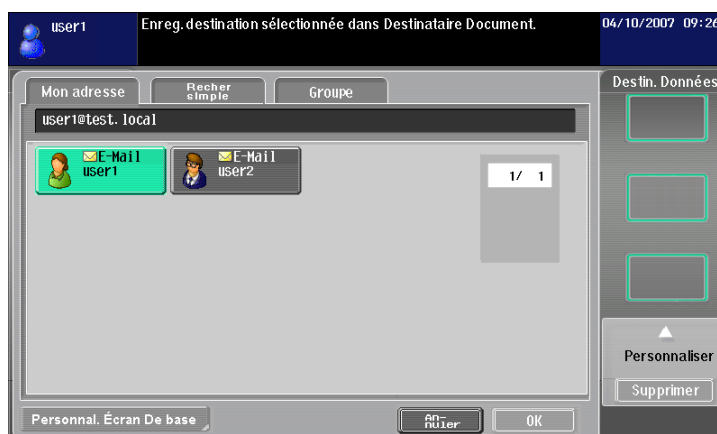 user1
Enreg. destination sélectionnée dans Destinataire Document.
04/10/2007 09:26
Mon adresse
Recher
simple
Groupe
Destin. Données
user1@test. local
E-Mail
user1
E-Mail
user2
1/ 1
Personnaliser
Supprimer
Personnal. Écran De base
An-
nuler
OK